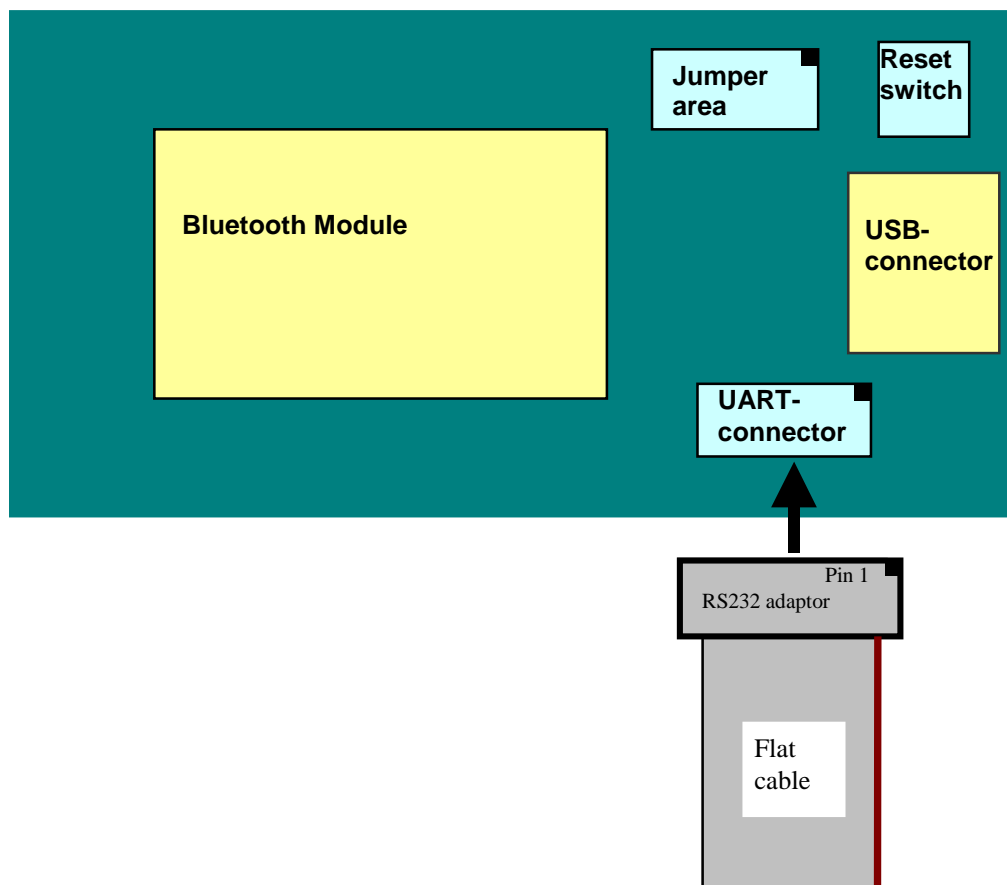 Jumper
area
Reset
switch
Bluetooth Module
USB-
connector
UART-
connector
Pin 1
RS232 adaptor
Flat
cable